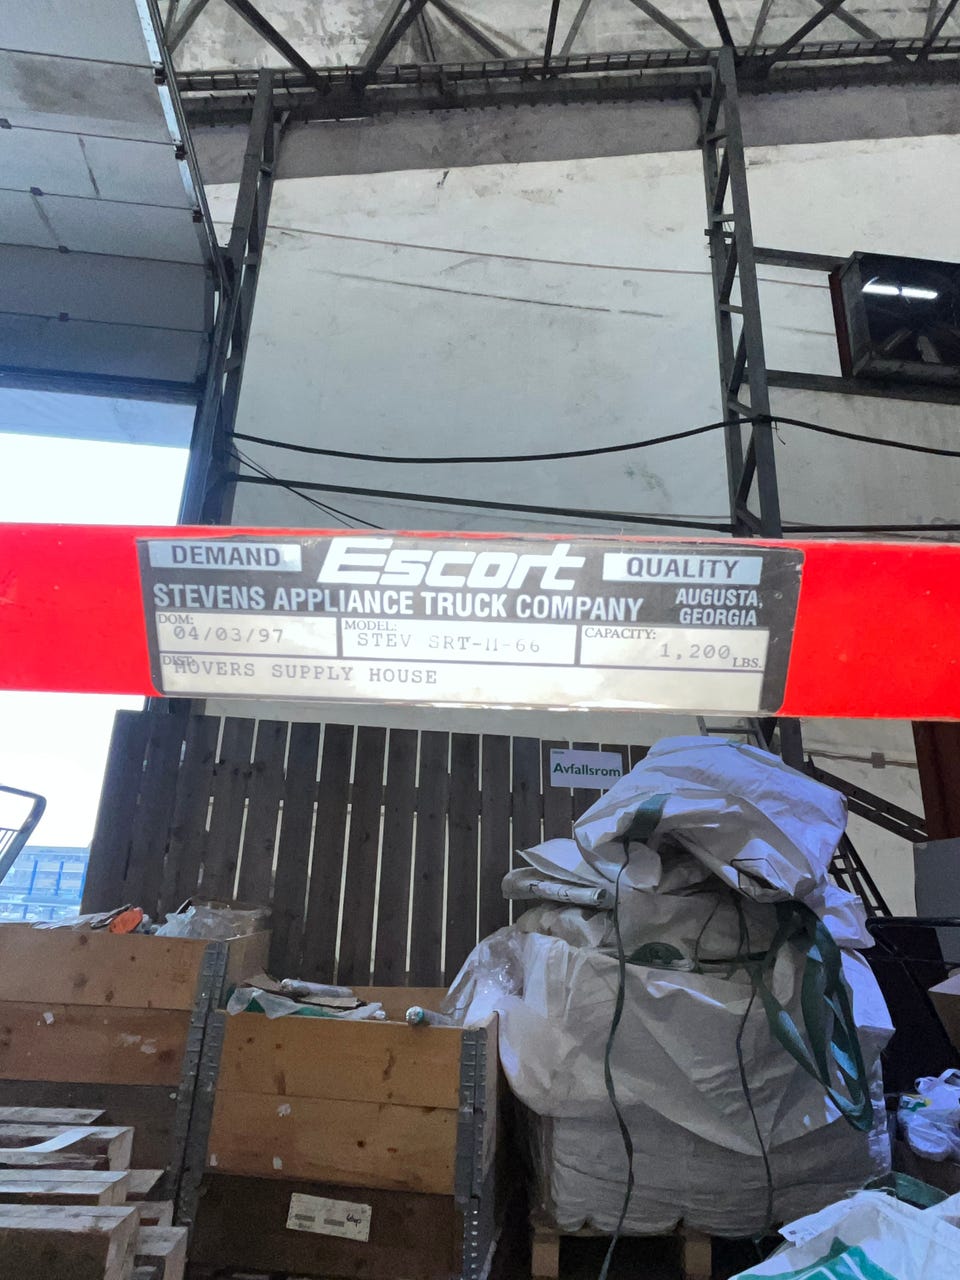 DEMAND Escort QUALITY
STEVENS APPLIANCE TRUCK COMPANY AUGUSTA, GEORGIA
DOM: 04/03/97 MODEL: STEV SRT-11-66 CAPACITY: 1,200 LBS.
DIST: MOVERS SUPPLY HOUSE
Avfallsrom